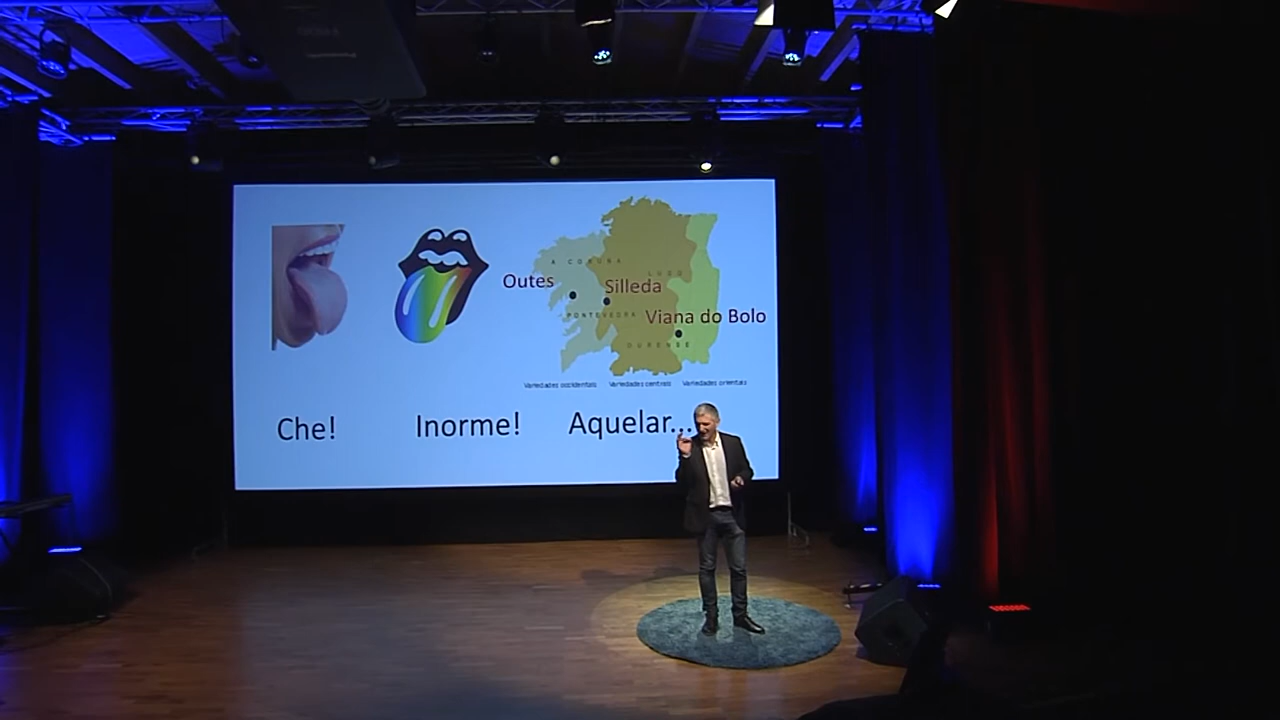 A CORUÑA
LUGO
Outes
Silleda
PONTEVEDRA
Viana do Bolo
OURENSE
Variedades occidentais
Variedades centrais
Variedades orientais
Che!
Inorme!
Aquelar...